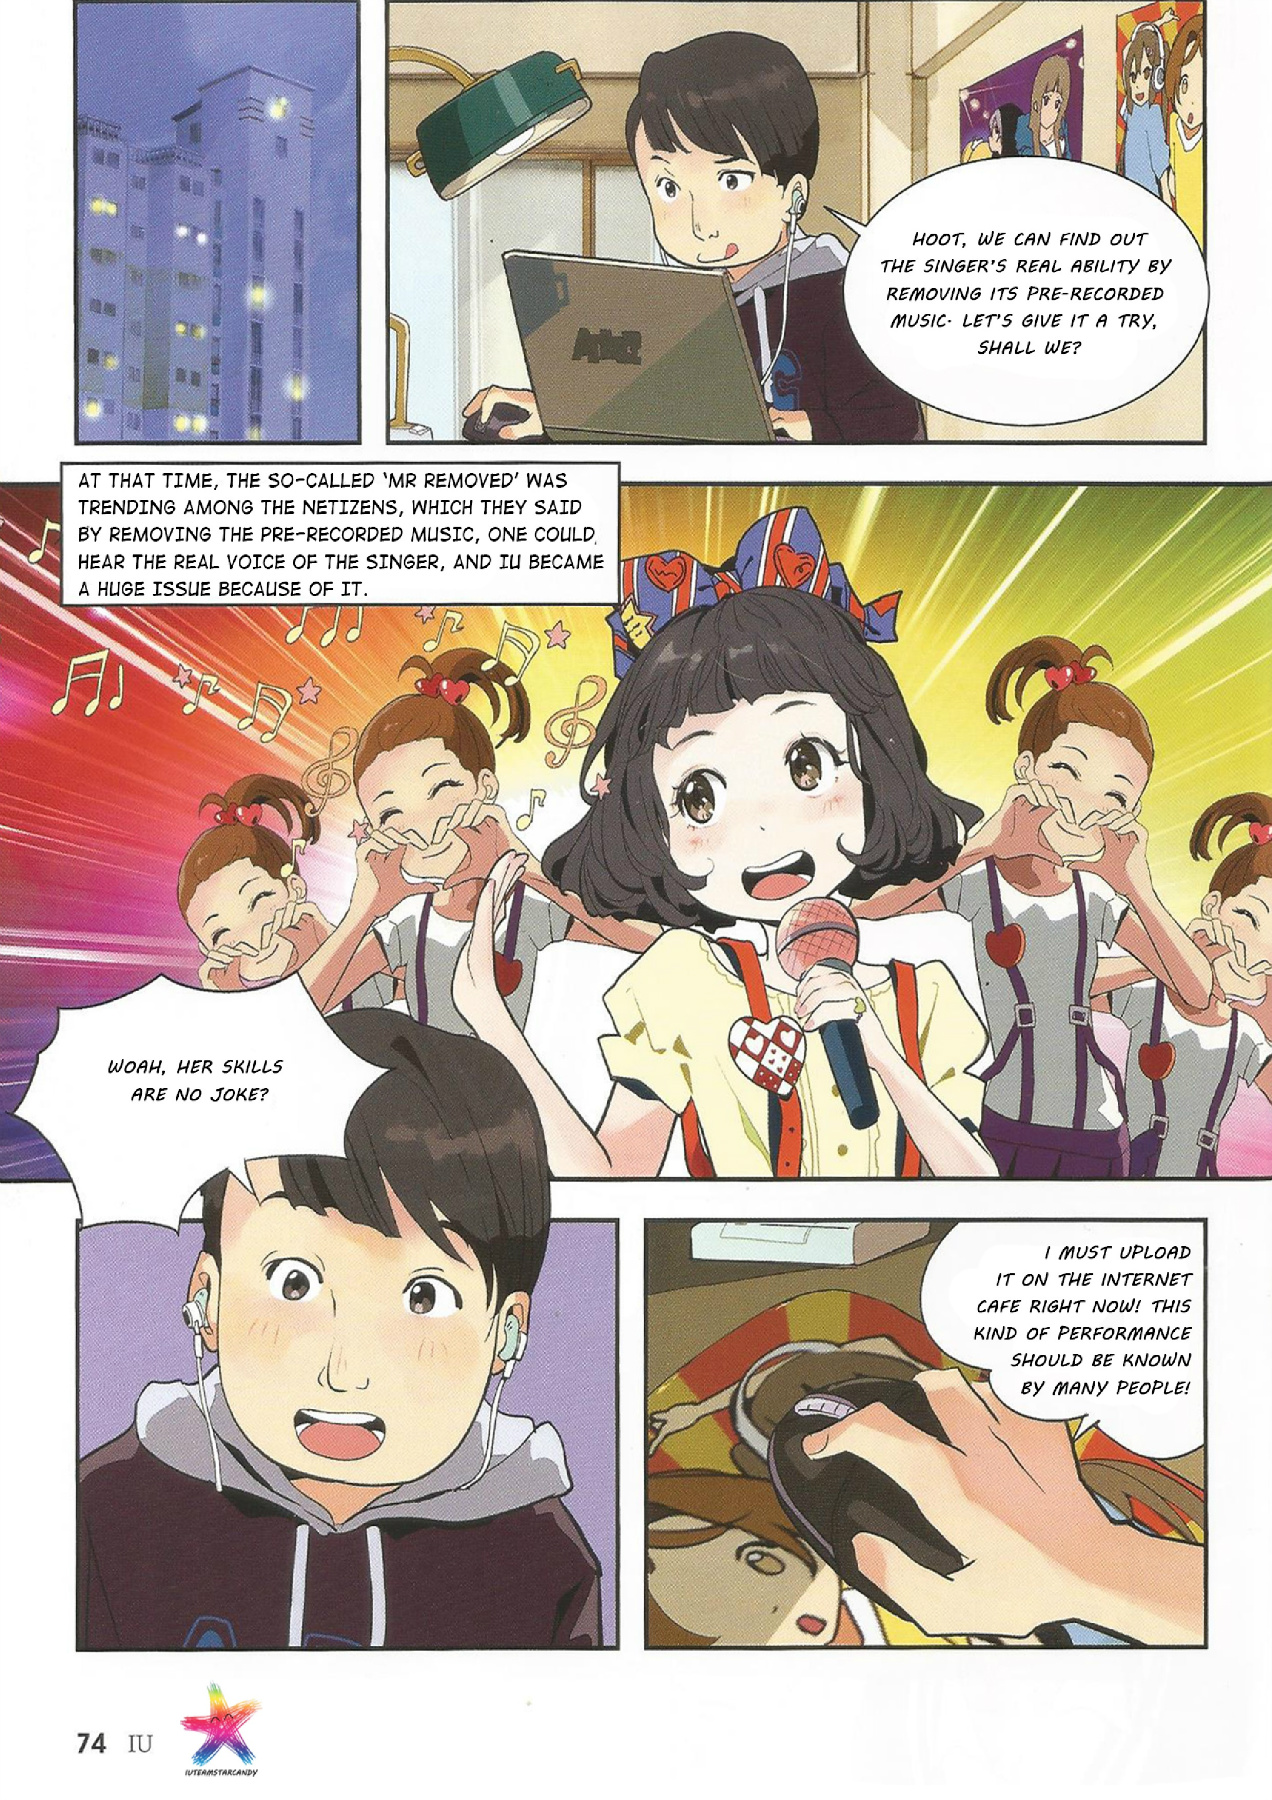 HOOT, WE CAN FIND OUT
THE SINGER'S REAL ABILITY BY
REMOVING ITS PRE-RECORDED
MUSIC. LET'S GIVE IT A TRY,
SHALL WE?
AT THAT TIME, THE SO-CALLED 'MR REMOVED' WAS
TRENDING AMONG THE NETIZENS, WHICH THEY SAID
BY REMOVING THE PRE-RECORDED MUSIC, ONE COULD
HEAR THE REAL VOICE OF THE SINGER, AND IU BECAME
A HUGE ISSUE BECAUSE OF IT.
WOAH, HER SKILLS
ARE NO JOKE?
I MUST UPLOAD
IT ON THE INTERNET
CAFE RIGHT NOW! THIS
KIND OF PERFORMANCE
SHOULD BE KNOWN
BY MANY PEOPLE!
74 IU
IUTEAMSTARCANDY